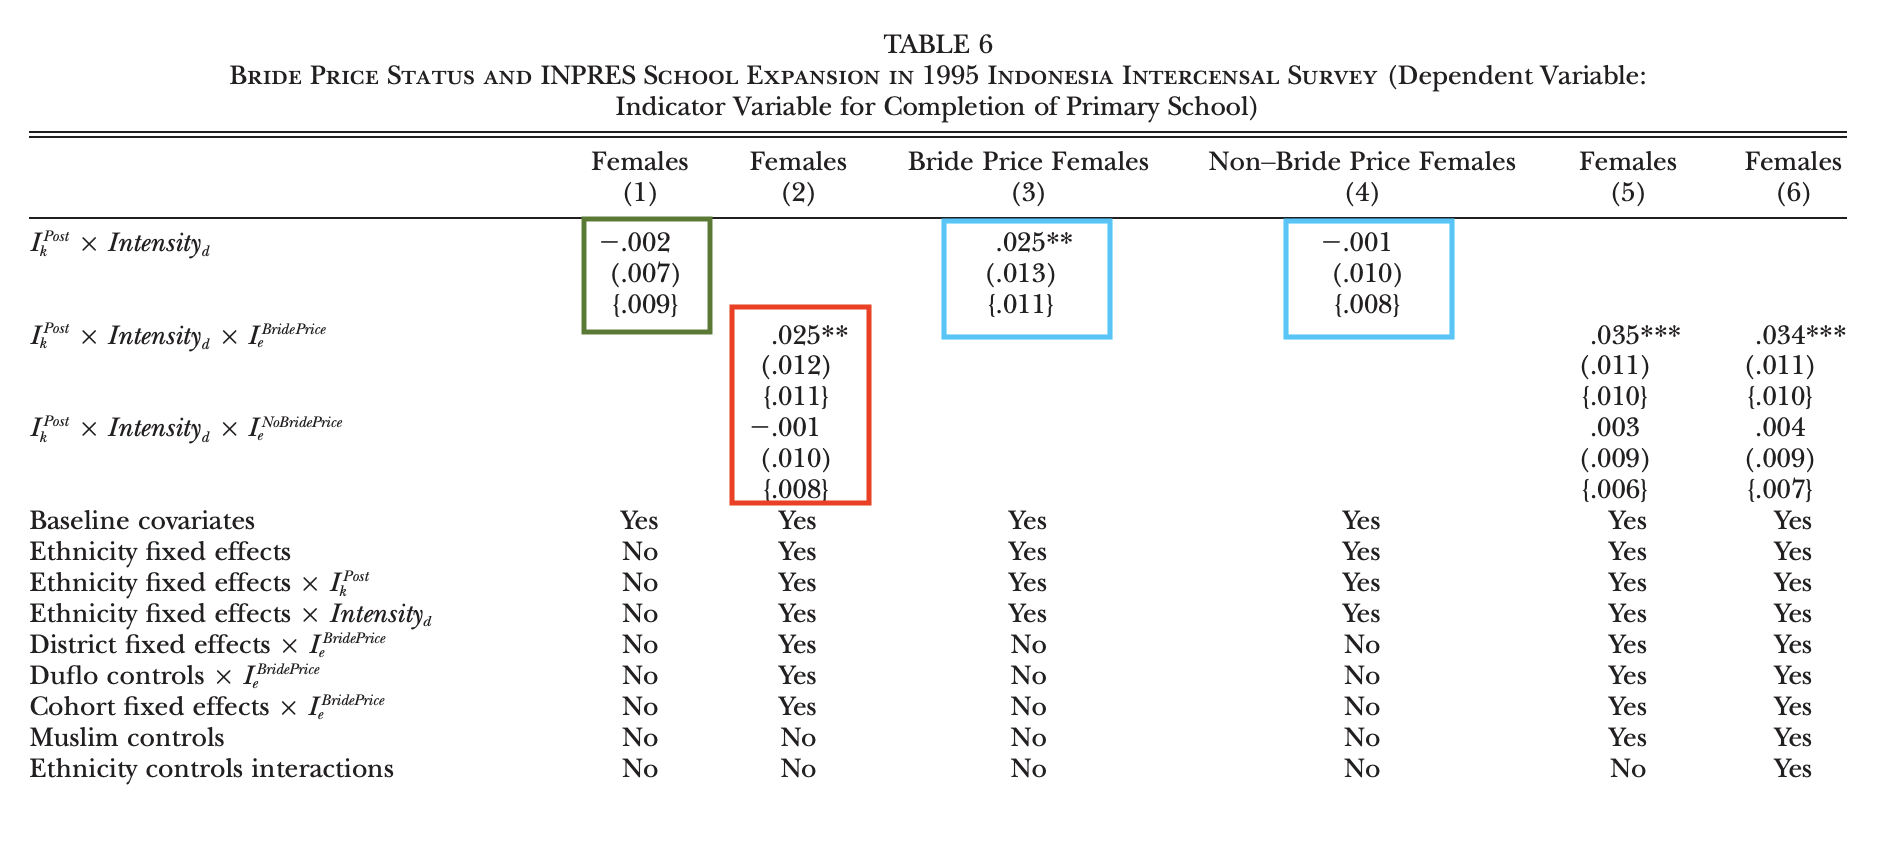 TABLE 6
Bride Price Status and INPRES School Expansion in 1995 Indonesia Intercensal Survey (Dependent Variable:
Indicator Variable for Completion of Primary School)
Females Females Bride Price Females Non–Bride Price Females Females Females
(1) (2) (3) (4) (5) (6)
I_k^Post × Intensity_d −.002 .025** −.001
(.007) (.013) (.010)
{.009} {.011} {.008}
I_k^Post × Intensity_d × I_e^BridePrice .025** .035*** .034***
(.012) (.011) (.011)
{.011} {.010} {.010}
I_k^Post × Intensity_d × I_e^NoBridePrice −.001 .003 .004
(.010) (.009) (.009)
{.008} {.006} {.007}
Baseline covariates Yes Yes Yes Yes Yes Yes
Ethnicity fixed effects No Yes Yes Yes Yes Yes
Ethnicity fixed effects × I_k^Post No Yes Yes Yes Yes Yes
Ethnicity fixed effects × Intensity_d No Yes Yes Yes Yes Yes
District fixed effects × I_e^BridePrice No Yes No No Yes Yes
Duflo controls × I_e^BridePrice No Yes No No Yes Yes
Cohort fixed effects × I_e^BridePrice No Yes No No Yes Yes
Muslim controls No No No No Yes Yes
Ethnicity controls interactions No No No No No Yes